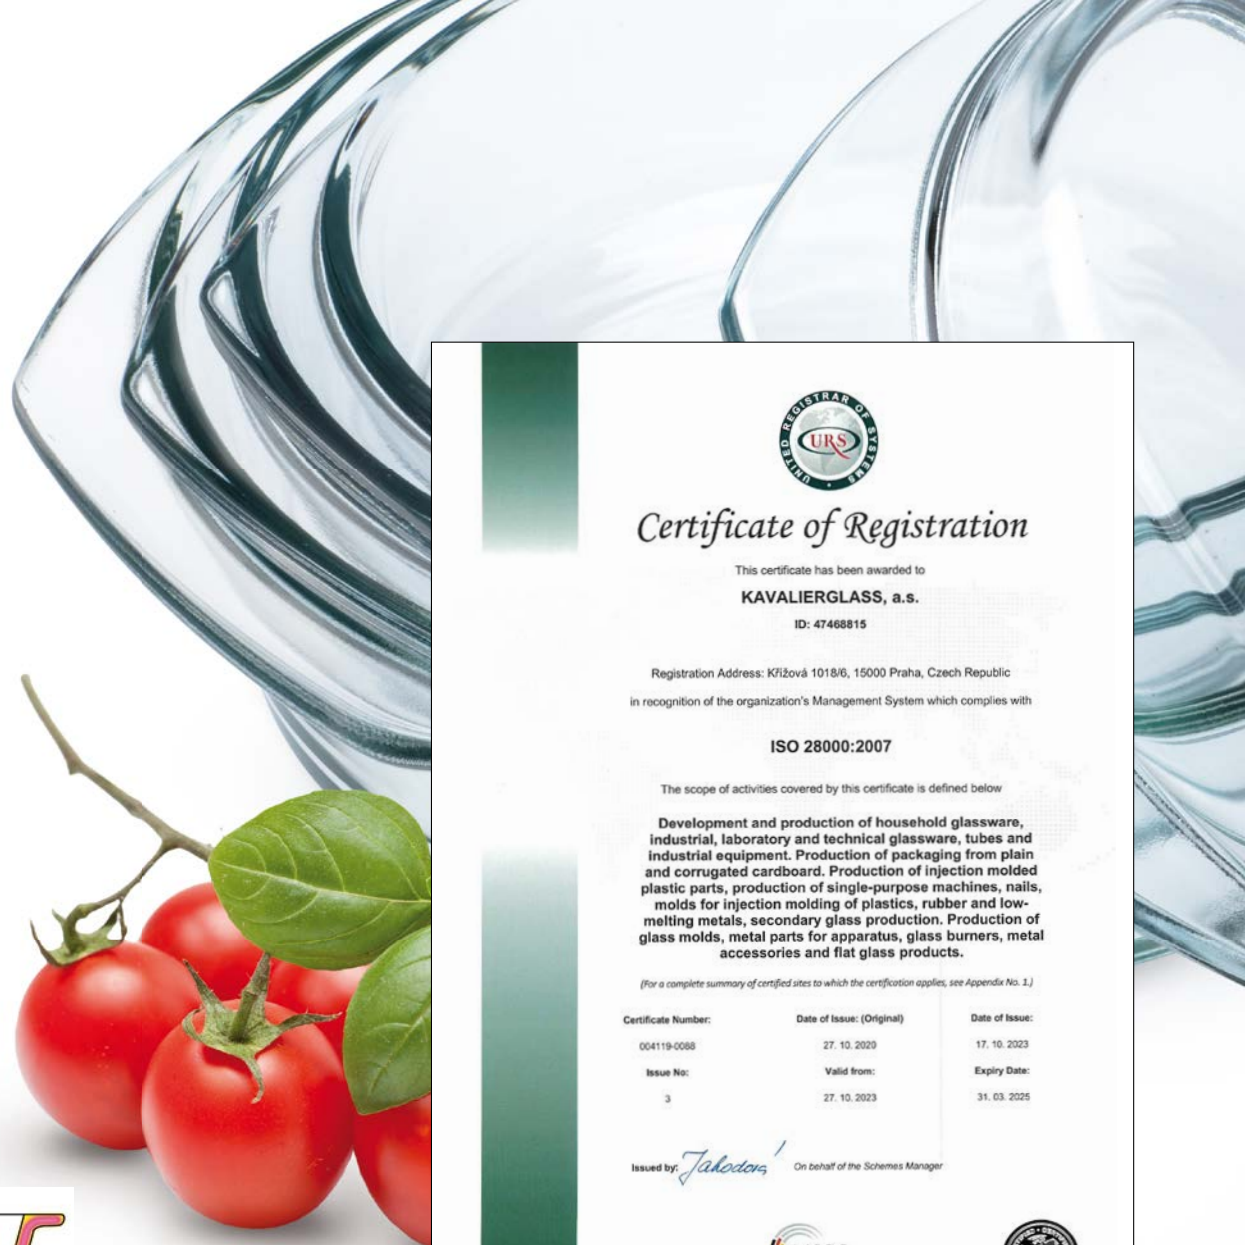 UNITED REGISTRAR OF SYSTEMS
URS
Certificate of Registration
This certificate has been awarded to
KAVALIERGLASS, a.s.
ID: 47468815
Registration Address: Křížová 1018/6, 15000 Praha, Czech Republic
in recognition of the organization's Management System which complies with
ISO 28000:2007
The scope of activities covered by this certificate is defined below
Development and production of household glassware,
industrial, laboratory and technical glassware, tubes and
industrial equipment. Production of packaging from plain
and corrugated cardboard. Production of injection molded
plastic parts, production of single-purpose machines, nails,
molds for injection molding of plastics, rubber and low-
melting metals, secondary glass production. Production of
glass molds, metal parts for apparatus, glass burners, metal
accessories and flat glass products.
(For a complete summary of certified sites to which the certification applies, see Appendix No. 1.)
Certificate Number: Date of Issue: (Original) Date of Issue:
004119-0088 27. 10. 2020 17. 10. 2023
Issue No: Valid from: Expiry Date:
3 27. 10. 2023 31. 03. 2025
Issued by: Jahodová On behalf of the Schemes Manager